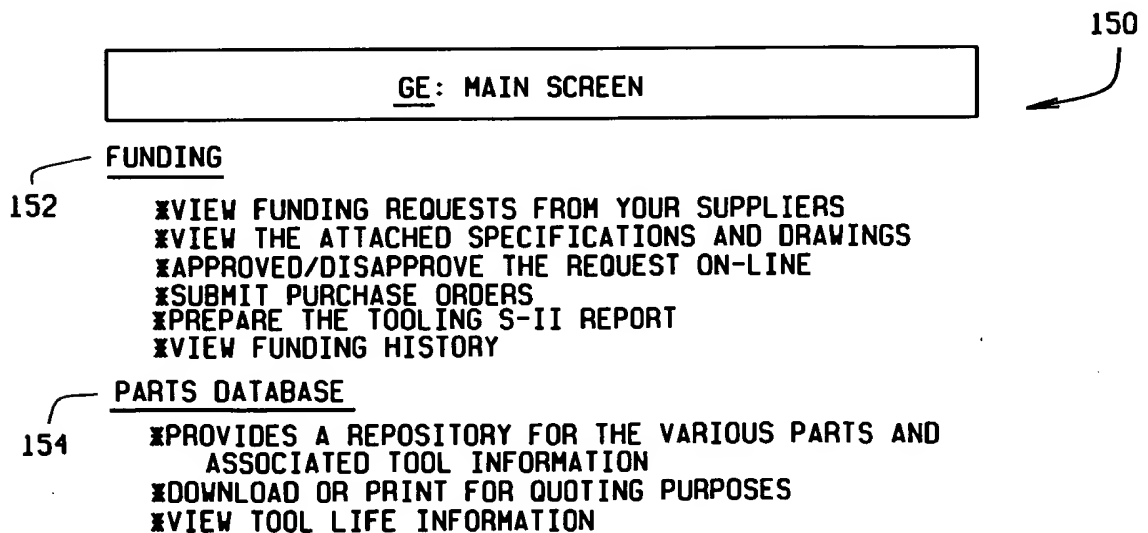 150
GE: MAIN SCREEN
FUNDING
152
*VIEW FUNDING REQUESTS FROM YOUR SUPPLIERS
*VIEW THE ATTACHED SPECIFICATIONS AND DRAWINGS
*APPROVED/DISAPPROVE THE REQUEST ON-LINE
*SUBMIT PURCHASE ORDERS
*PREPARE THE TOOLING S-II REPORT
*VIEW FUNDING HISTORY
PARTS DATABASE
154
*PROVIDES A REPOSITORY FOR THE VARIOUS PARTS AND
ASSOCIATED TOOL INFORMATION
*DOWNLOAD OR PRINT FOR QUOTING PURPOSES
*VIEW TOOL LIFE INFORMATION